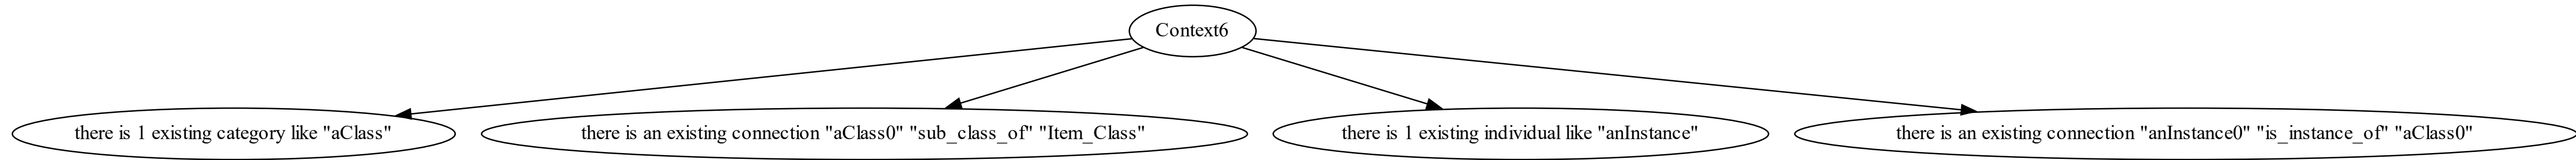 Context6
there is 1 existing category like "aClass"
there is an existing connection "aClass0" "sub_class_of" "Item_Class"
there is 1 existing individual like "anInstance"
there is an existing connection "anInstance0" "is_instance_of" "aClass0"